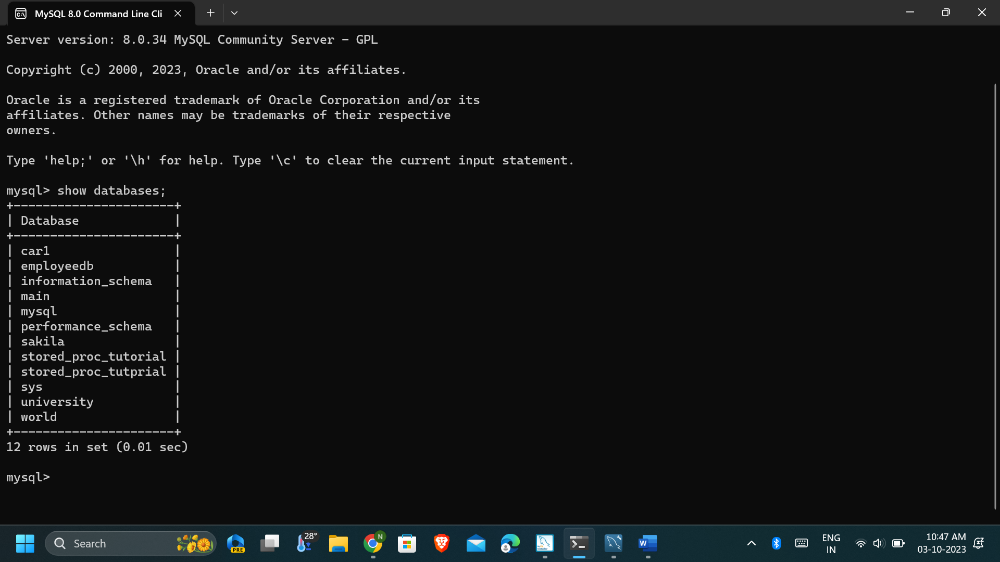 MySQL 8.0 Command Line Cli
Server version: 8.0.34 MySQL Community Server - GPL
Copyright (c) 2000, 2023, Oracle and/or its affiliates.
Oracle is a registered trademark of Oracle Corporation and/or its
affiliates. Other names may be trademarks of their respective
owners.
Type 'help;' or '\h' for help. Type '\c' to clear the current input statement.
mysql> show databases;
+----------------------+
| Database             |
+----------------------+
| car1                 |
| employeedb           |
| information_schema   |
| main                 |
| mysql                |
| performance_schema   |
| sakila               |
| stored_proc_tutorial |
| stored_proc_tutprial |
| sys                  |
| university           |
| world                |
+----------------------+
12 rows in set (0.01 sec)
mysql>
Search
PRE
28°
N
W
ENG
IN
10:47 AM
03-10-2023